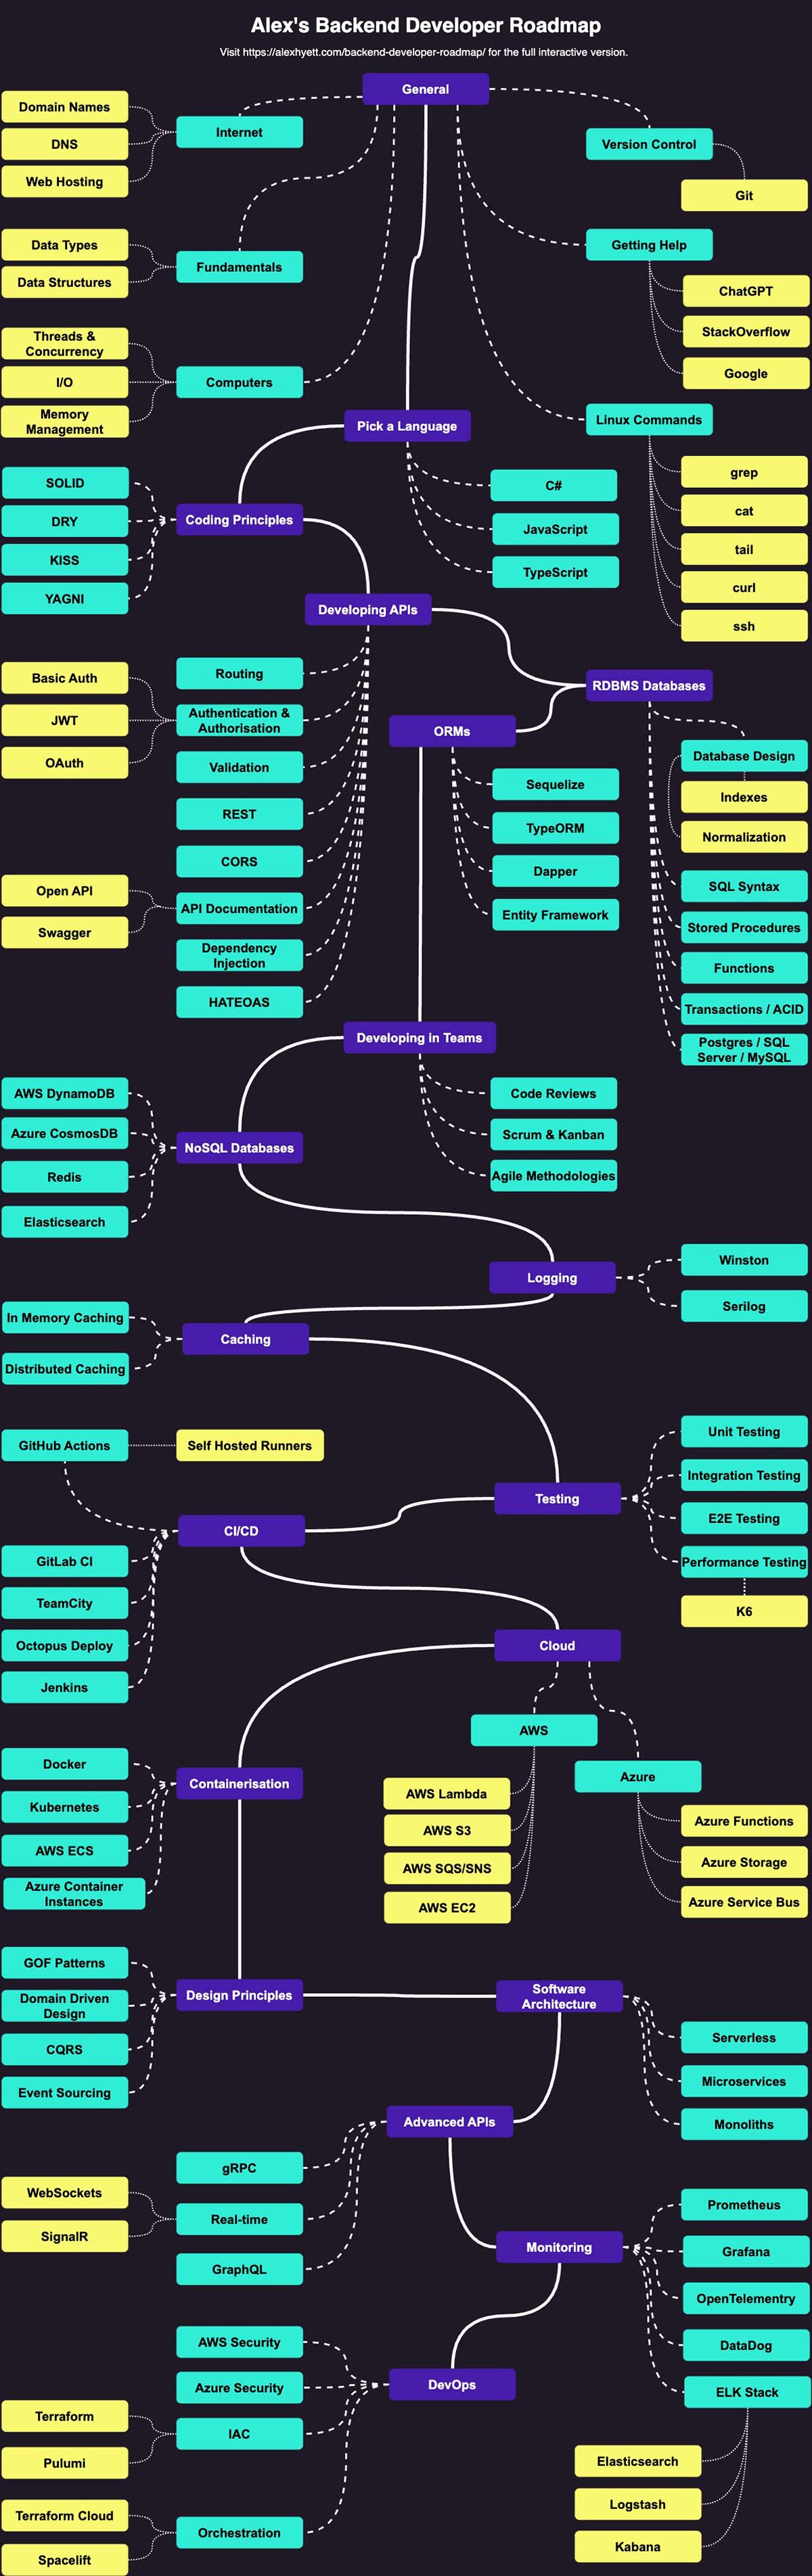 Alex's Backend Developer Roadmap
Visit https://alexhyett.com/backend-developer-roadmap/ for the full interactive version.
General
Domain Names
DNS
Web Hosting
Internet
Version Control
Git
Data Types
Data Structures
Fundamentals
Getting Help
ChatGPT
StackOverflow
Google
Threads &
Concurrency
I/O
Memory
Management
Computers
Pick a Language
Linux Commands
grep
cat
tail
curl
ssh
C#
JavaScript
TypeScript
SOLID
DRY
KISS
YAGNI
Coding Principles
Developing APIs
Routing
Basic Auth
JWT
OAuth
Authentication &
Authorisation
Validation
REST
CORS
Open API
Swagger
API Documentation
Dependency
Injection
HATEOAS
RDBMS Databases
ORMs
Sequelize
TypeORM
Dapper
Entity Framework
Database Design
Indexes
Normalization
SQL Syntax
Stored Procedures
Functions
Transactions / ACID
Postgres / SQL
Server / MySQL
Developing in Teams
Code Reviews
Scrum & Kanban
Agile Methodologies
AWS DynamoDB
Azure CosmosDB
Redis
Elasticsearch
NoSQL Databases
Logging
Winston
Serilog
In Memory Caching
Distributed Caching
Caching
Testing
Unit Testing
Integration Testing
E2E Testing
Performance Testing
K6
GitHub Actions
Self Hosted Runners
CI/CD
GitLab CI
TeamCity
Octopus Deploy
Jenkins
Cloud
AWS
AWS Lambda
AWS S3
AWS SQS/SNS
AWS EC2
Azure
Azure Functions
Azure Storage
Azure Service Bus
Docker
Kubernetes
AWS ECS
Azure Container
Instances
Containerisation
GOF Patterns
Domain Driven
Design
CQRS
Event Sourcing
Design Principles
Software
Architecture
Serverless
Microservices
Monoliths
Advanced APIs
gRPC
WebSockets
SignalR
Real-time
GraphQL
Monitoring
Prometheus
Grafana
OpenTelementry
DataDog
ELK Stack
Elasticsearch
Logstash
Kabana
DevOps
AWS Security
Azure Security
Terraform
Pulumi
IAC
Terraform Cloud
Spacelift
Orchestration